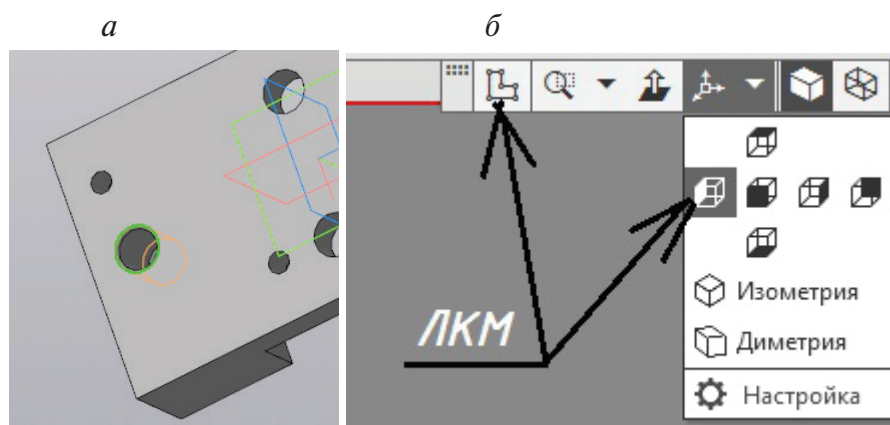 а
б
ЛКМ
Изометрия
Диметрия
Настройка